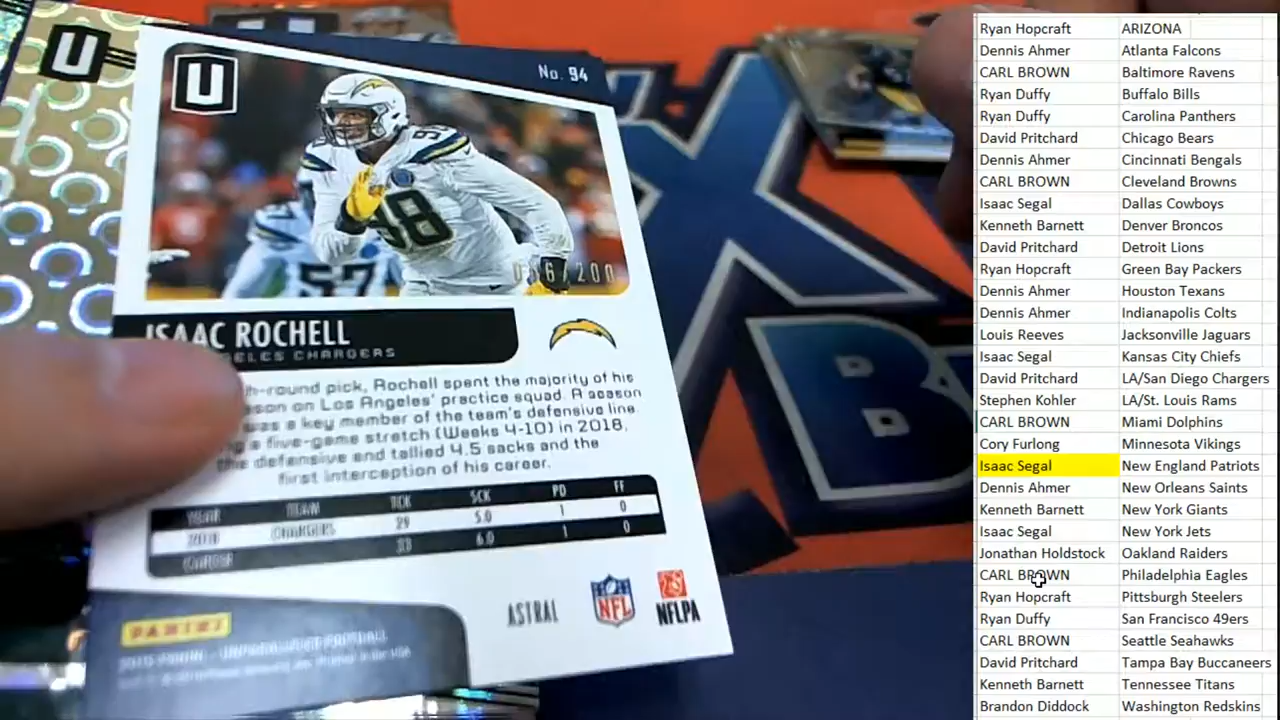 U
U
No. 94
98
57
036/200
ISAAC ROCHELL
ELES CHARGERS
h-round pick, Rochell spent the majority of his
son on Los Angeles' practice squad. A season
was a key member of the team's defensive line.
a five-game stretch (Weeks 4-10) in 2018,
the defensive end tallied 4.5 sacks and the
first interception of his career.
YEAR TEAM TCK SCK PD FF
2018 CHARGERS 29 5.0 1 0
CAREER 33 6.0 1 0
ASTRAL
NFL
NFLPA
PANINI
X
B
Ryan Hopcraft ARIZONA
Dennis Ahmer Atlanta Falcons
CARL BROWN Baltimore Ravens
Ryan Duffy Buffalo Bills
Ryan Duffy Carolina Panthers
David Pritchard Chicago Bears
Dennis Ahmer Cincinnati Bengals
CARL BROWN Cleveland Browns
Isaac Segal Dallas Cowboys
Kenneth Barnett Denver Broncos
David Pritchard Detroit Lions
Ryan Hopcraft Green Bay Packers
Dennis Ahmer Houston Texans
Dennis Ahmer Indianapolis Colts
Louis Reeves Jacksonville Jaguars
Isaac Segal Kansas City Chiefs
David Pritchard LA/San Diego Chargers
Stephen Kohler LA/St. Louis Rams
CARL BROWN Miami Dolphins
Cory Furlong Minnesota Vikings
Isaac Segal New England Patriots
Dennis Ahmer New Orleans Saints
Kenneth Barnett New York Giants
Isaac Segal New York Jets
Jonathan Holdstock Oakland Raiders
CARL BROWN Philadelphia Eagles
Ryan Hopcraft Pittsburgh Steelers
Ryan Duffy San Francisco 49ers
CARL BROWN Seattle Seahawks
David Pritchard Tampa Bay Buccaneers
Kenneth Barnett Tennessee Titans
Brandon Diddock Washington Redskins